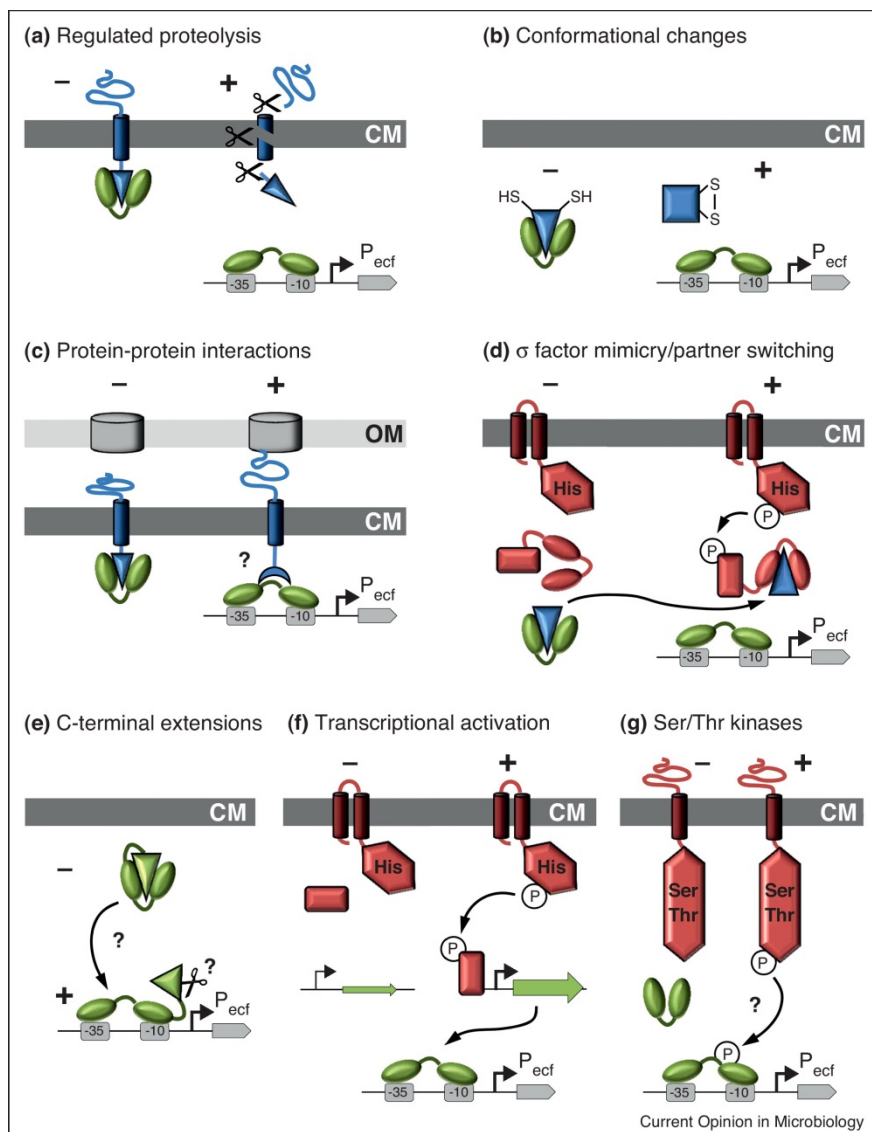 (a) Regulated proteolysis
–
+
CM
-35
-10
Pecf
(b) Conformational changes
CM
–
+
HS
SH
S
S
-35
-10
Pecf
(c) Protein-protein interactions
–
+
OM
CM
?
-35
-10
Pecf
(d) σ factor mimicry/partner switching
–
+
CM
His
His
P
P
-35
-10
Pecf
(e) C-terminal extensions
CM
–
?
?
+
-35
-10
Pecf
(f) Transcriptional activation
–
+
CM
His
His
P
P
-35
-10
Pecf
(g) Ser/Thr kinases
–
+
CM
Ser
Thr
Ser
Thr
P
?
P
-35
-10
Pecf
Current Opinion in Microbiology